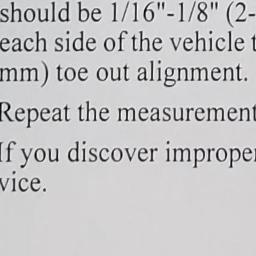 should be 1/16"-1/8" (2-
each side of the vehicle t
mm) toe out alignment.
Repeat the measurement
If you discover improper
vice.